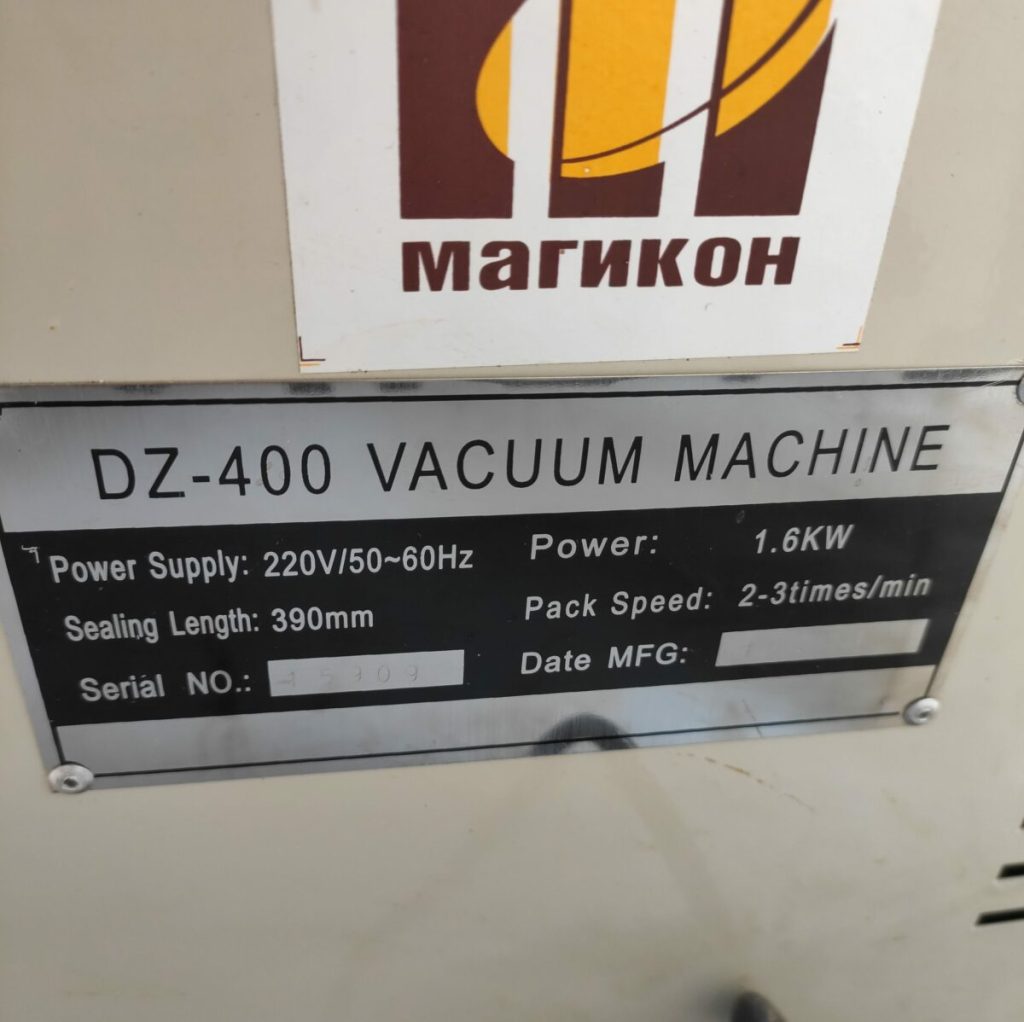 магикон
DZ-400 VACUUM MACHINE
Power Supply: 220V/50~60Hz
Power: 1.6KW
Sealing Length: 390mm
Pack Speed: 2-3times/min
Serial NO.:
Date MFG: